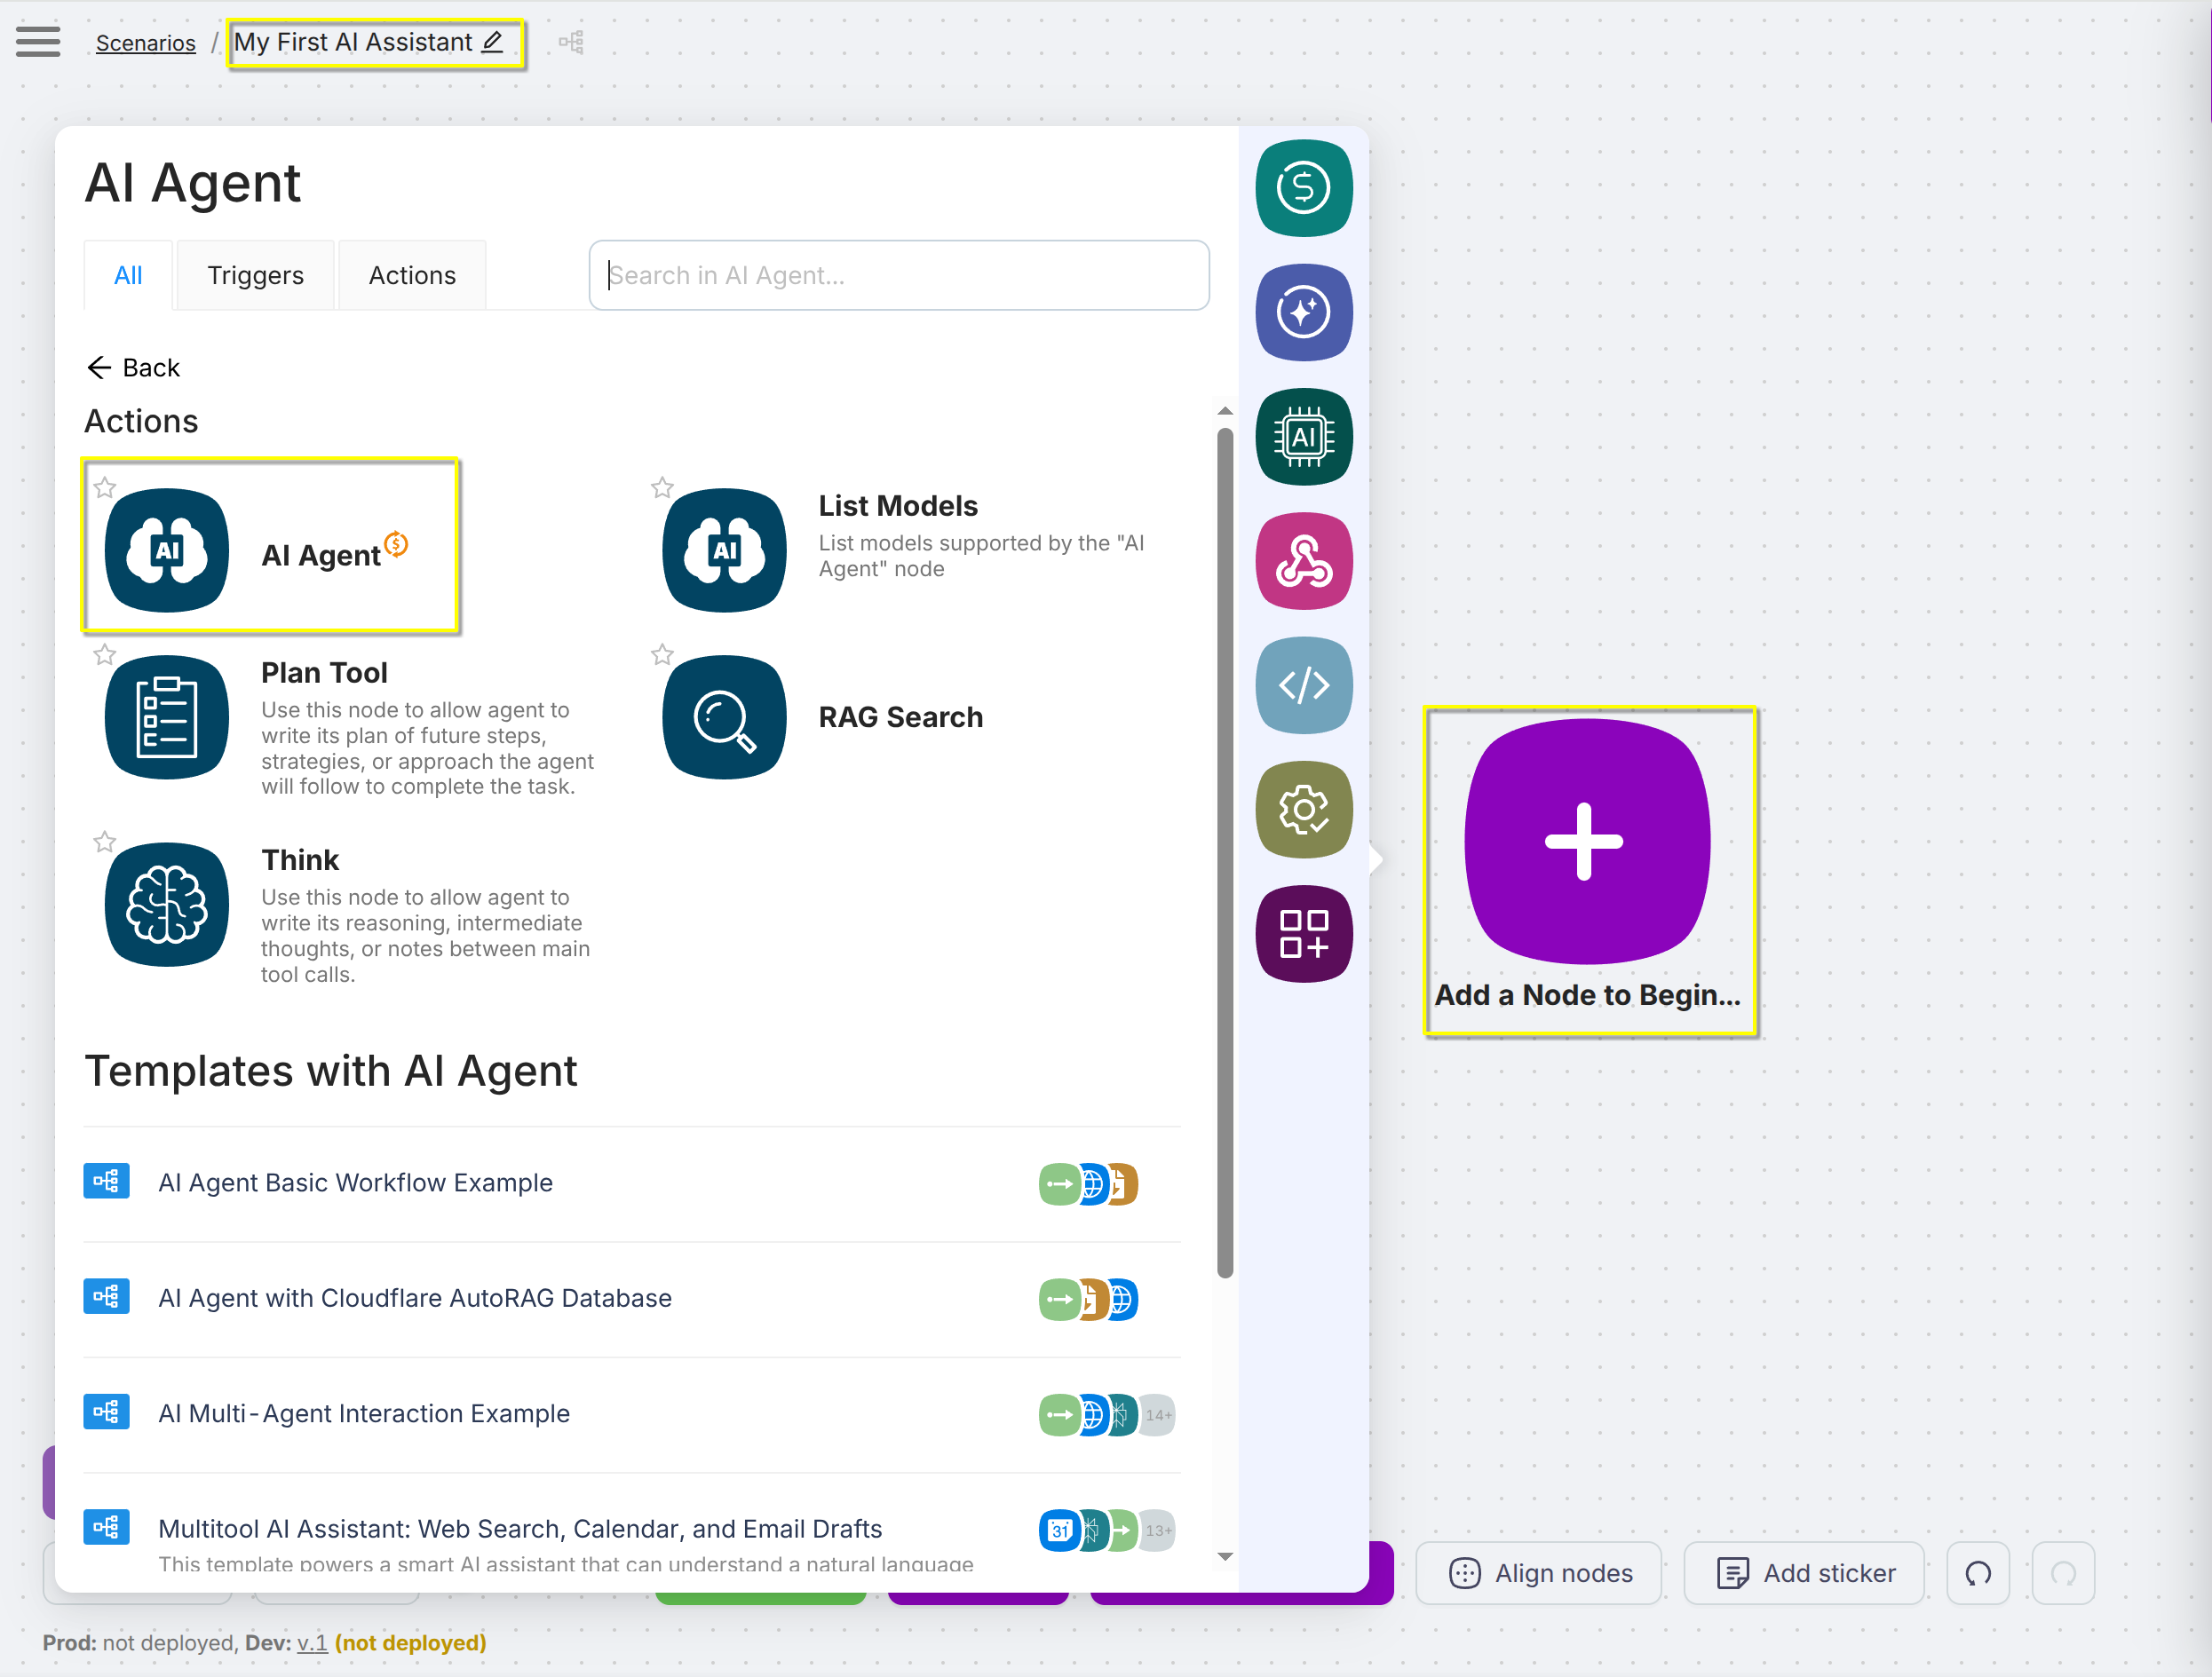 Scenarios / My First AI Assistant
AI Agent
All Triggers Actions Search in AI Agent...
Back
Actions
AI
AI Agent
AI
List Models
List models supported by the "AI
Agent" node
Plan Tool
Use this node to allow agent to
write its plan of future steps,
strategies, or approach the agent
will follow to complete the task.
RAG Search
Think
Use this node to allow agent to
write its reasoning, intermediate
thoughts, or notes between main
tool calls.
AI
Add a Node to Begin...
Templates with AI Agent
AI Agent Basic Workflow Example
AI Agent with Cloudflare AutoRAG Database
AI Multi-Agent Interaction Example 14+
Multitool AI Assistant: Web Search, Calendar, and Email Drafts 31 13+
This template powers a smart AI assistant that can understand a natural language
Align nodes Add sticker
Prod: not deployed, Dev: v.1 (not deployed)